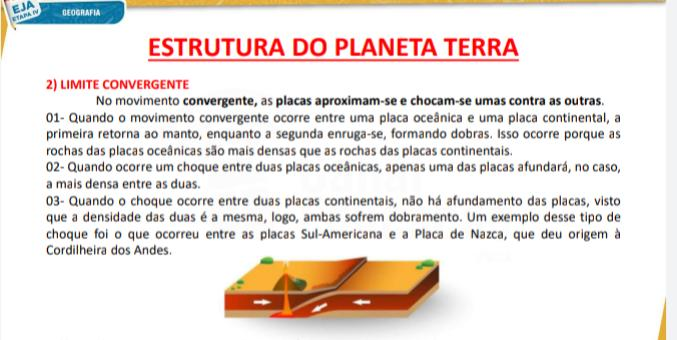 EJA
ETAPA IV
GEOGRAFIA
ESTRUTURA DO PLANETA TERRA
2) LIMITE CONVERGENTE
No movimento convergente, as placas aproximam-se e chocam-se umas contra as outras.
01- Quando o movimento convergente ocorre entre uma placa oceânica e uma placa continental, a
primeira retorna ao manto, enquanto a segunda enruga-se, formando dobras. Isso ocorre porque as
rochas das placas oceânicas são mais densas que as rochas das placas continentais.
02- Quando ocorre um choque entre duas placas oceânicas, apenas uma das placas afundará, no caso,
a mais densa entre as duas.
03- Quando o choque ocorre entre duas placas continentais, não há afundamento das placas, visto
que a densidade das duas é a mesma, logo, ambas sofrem dobramento. Um exemplo desse tipo de
choque foi o que ocorreu entre as placas Sul-Americana e a Placa de Nazca, que deu origem à
Cordilheira dos Andes.